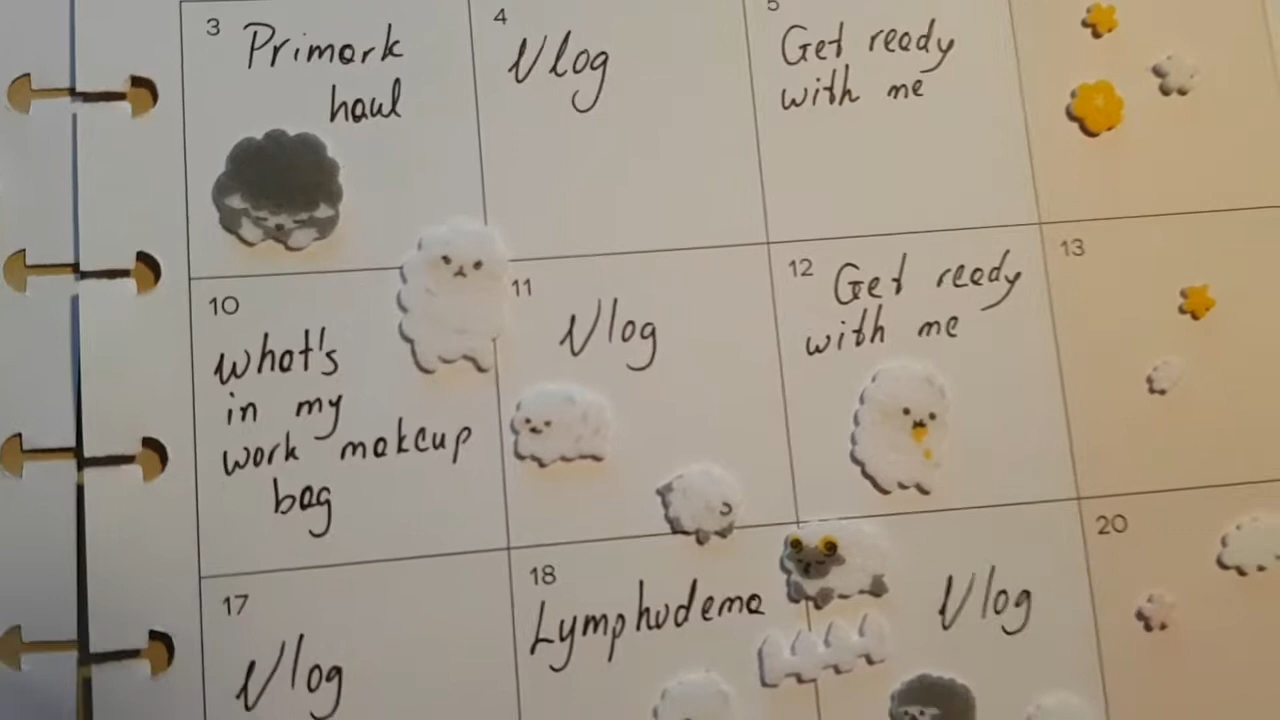 3
Primark
haul
4
Vlog
5
Get ready
with me
10
What's
in my
work makeup
bag
11
Vlog
12
Get ready
with me
13
17
Vlog
18
Lymphudema
Vlog
20